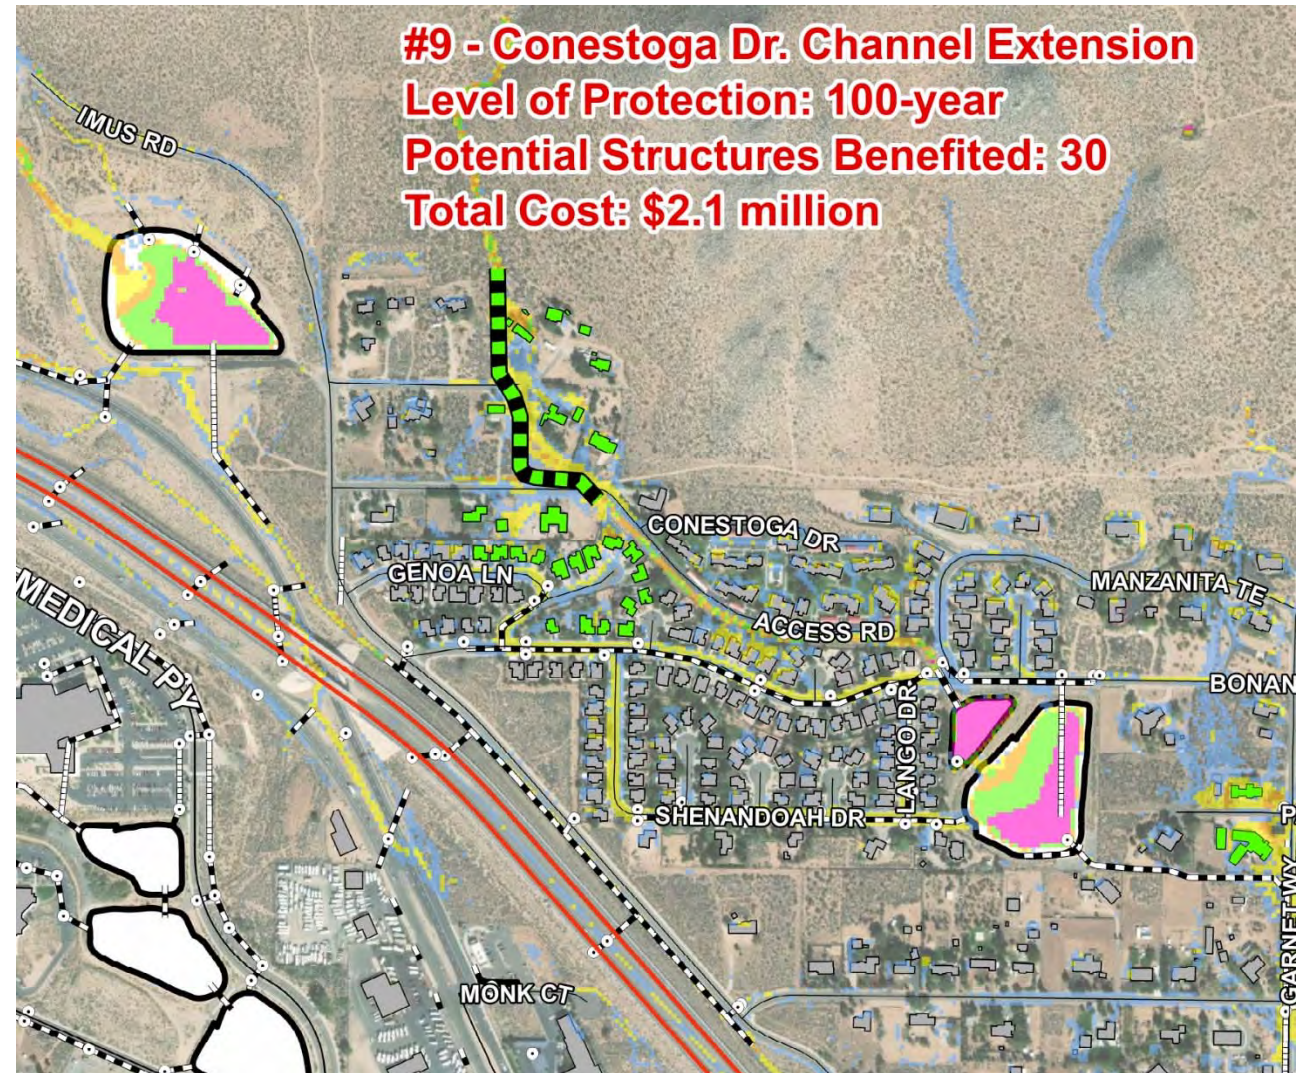 #9 - Conestoga Dr. Channel Extension
Level of Protection: 100-year
Potential Structures Benefited: 30
Total Cost: $2.1 million
IMUS RD
CONESTOGA DR
GENOA LN
MANZANITA TE
MEDICAL PY
ACCESS RD
BONAN
LANGO DR
SHENANDOAH DR
P
GARNET WY
MONK CT